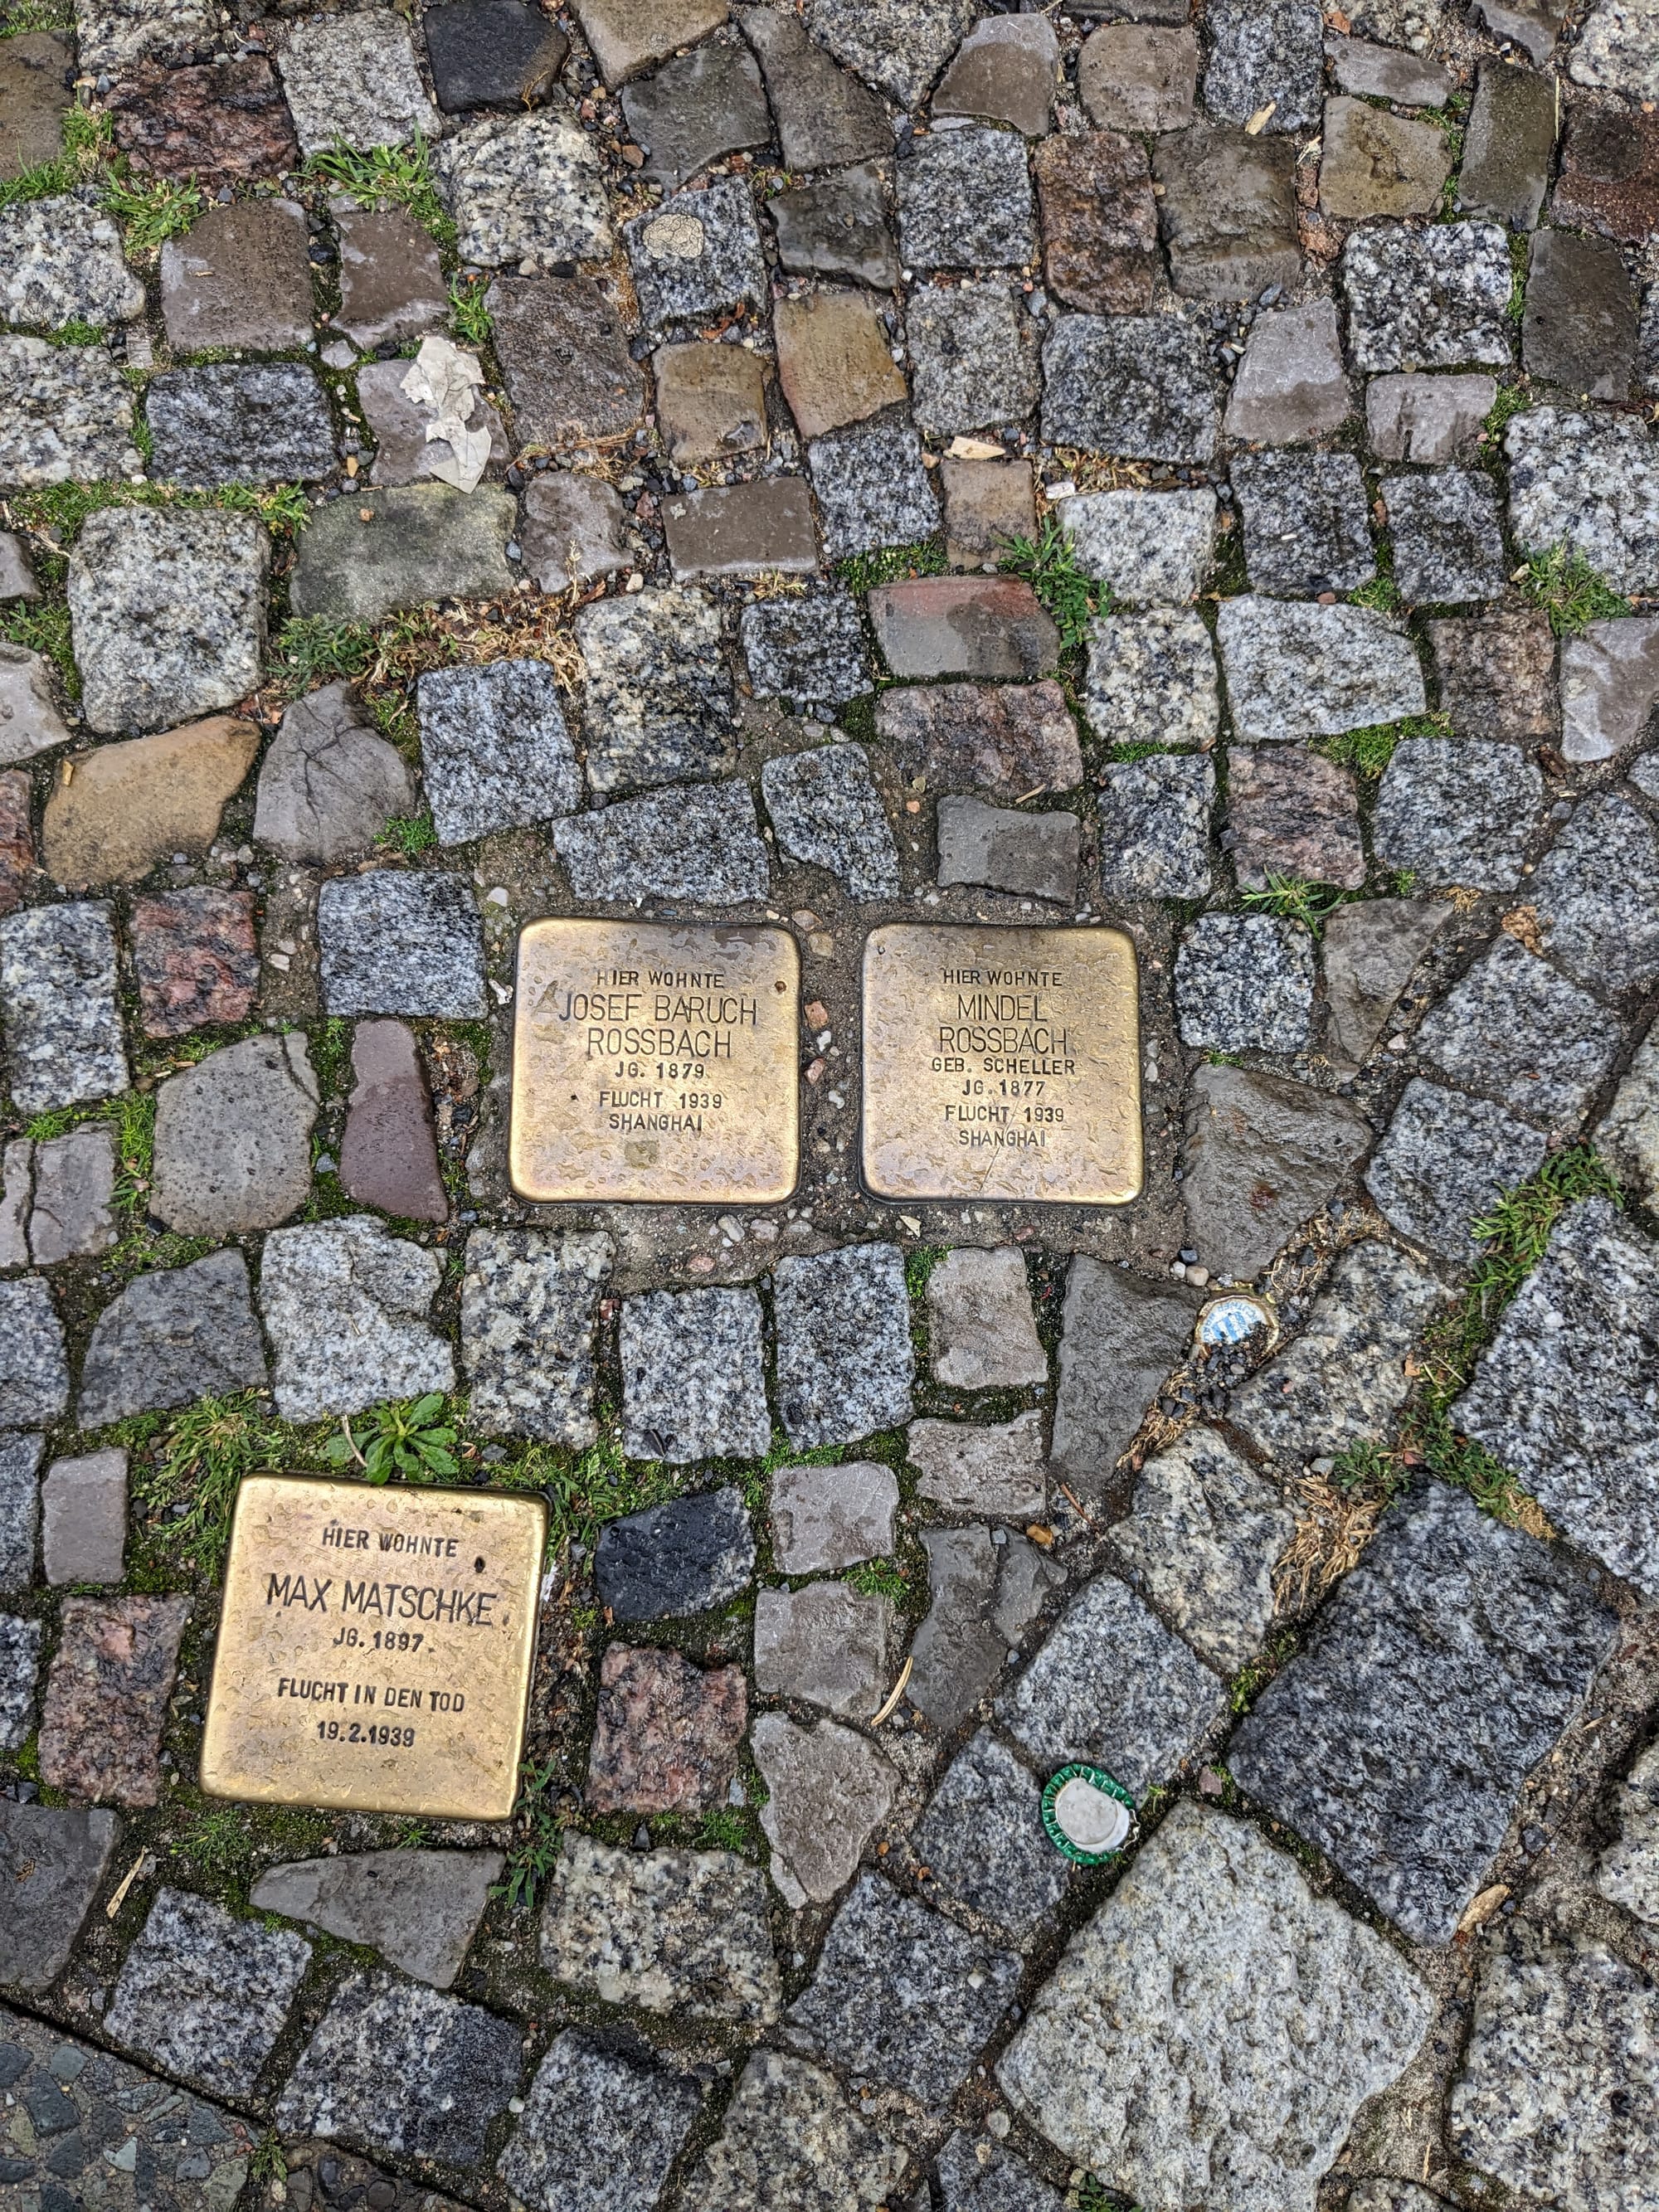 HIER WOHNTE
JOSEF BARUCH
ROSSBACH
JG. 1879
FLUCHT 1939
SHANGHAI
HIER WOHNTE
MINDEL
ROSSBACH
GEB. SCHELLER
JG. 1877
FLUCHT 1939
SHANGHAI
HIER WOHNTE
MAX MATSCHKE
JG. 1897
FLUCHT IN DEN TOD
19.2.1939